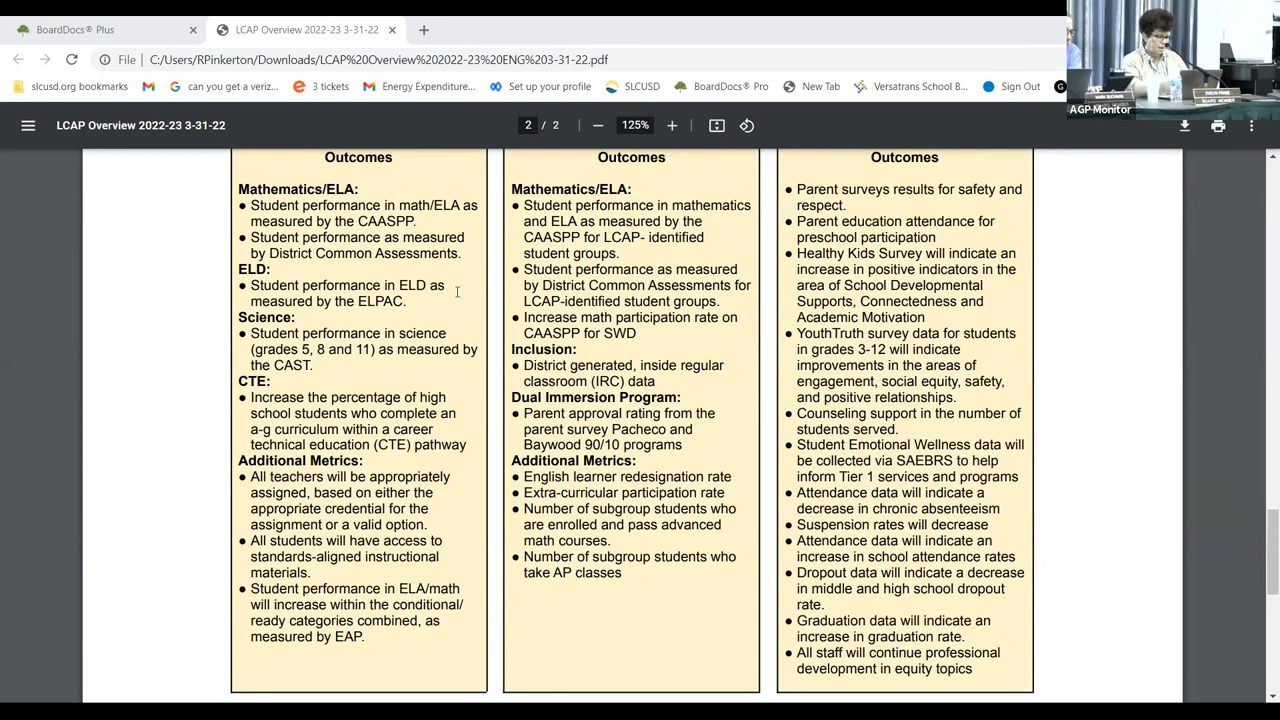 BoardDocs® Plus
LCAP Overview 2022-23 3-31-22
File
C:/Users/RPinkerton/Downloads/LCAP%20Overview%202022-23%20ENG%203-31-22.pdf
slcusd.org bookmarks
can you get a veriz...
3 tickets
Energy Expenditure...
Set up your profile
SLCUSD
BoardDocs® Pro
New Tab
Versatrans School B...
Sign Out
AGP Monitor
LCAP Overview 2022-23 3-31-22
2 / 2
125%
Outcomes
Mathematics/ELA:
● Student performance in math/ELA as
measured by the CAASPP.
● Student performance as measured
by District Common Assessments.
ELD:
● Student performance in ELD as
measured by the ELPAC.
Science:
● Student performance in science
(grades 5, 8 and 11) as measured by
the CAST.
CTE:
● Increase the percentage of high
school students who complete an
a-g curriculum within a career
technical education (CTE) pathway
Additional Metrics:
● All teachers will be appropriately
assigned, based on either the
appropriate credential for the
assignment or a valid option.
● All students will have access to
standards-aligned instructional
materials.
● Student performance in ELA/math
will increase within the conditional/
ready categories combined, as
measured by EAP.
Outcomes
Mathematics/ELA:
● Student performance in mathematics
and ELA as measured by the
CAASPP for LCAP- identified
student groups.
● Student performance as measured
by District Common Assessments for
LCAP-identified student groups.
● Increase math participation rate on
CAASPP for SWD
Inclusion:
● District generated, inside regular
classroom (IRC) data
Dual Immersion Program:
● Parent approval rating from the
parent survey Pacheco and
Baywood 90/10 programs
Additional Metrics:
● English learner redesignation rate
● Extra-curricular participation rate
● Number of subgroup students who
are enrolled and pass advanced
math courses.
● Number of subgroup students who
take AP classes
Outcomes
● Parent surveys results for safety and
respect.
● Parent education attendance for
preschool participation
● Healthy Kids Survey will indicate an
increase in positive indicators in the
area of School Developmental
Supports, Connectedness and
Academic Motivation
● YouthTruth survey data for students
in grades 3-12 will indicate
improvements in the areas of
engagement, social equity, safety,
and positive relationships.
● Counseling support in the number of
students served.
● Student Emotional Wellness data will
be collected via SAEBRS to help
inform Tier 1 services and programs
● Attendance data will indicate a
decrease in chronic absenteeism
● Suspension rates will decrease
● Attendance data will indicate an
increase in school attendance rates
● Dropout data will indicate a decrease
in middle and high school dropout
rate.
● Graduation data will indicate an
increase in graduation rate.
● All staff will continue professional
development in equity topics